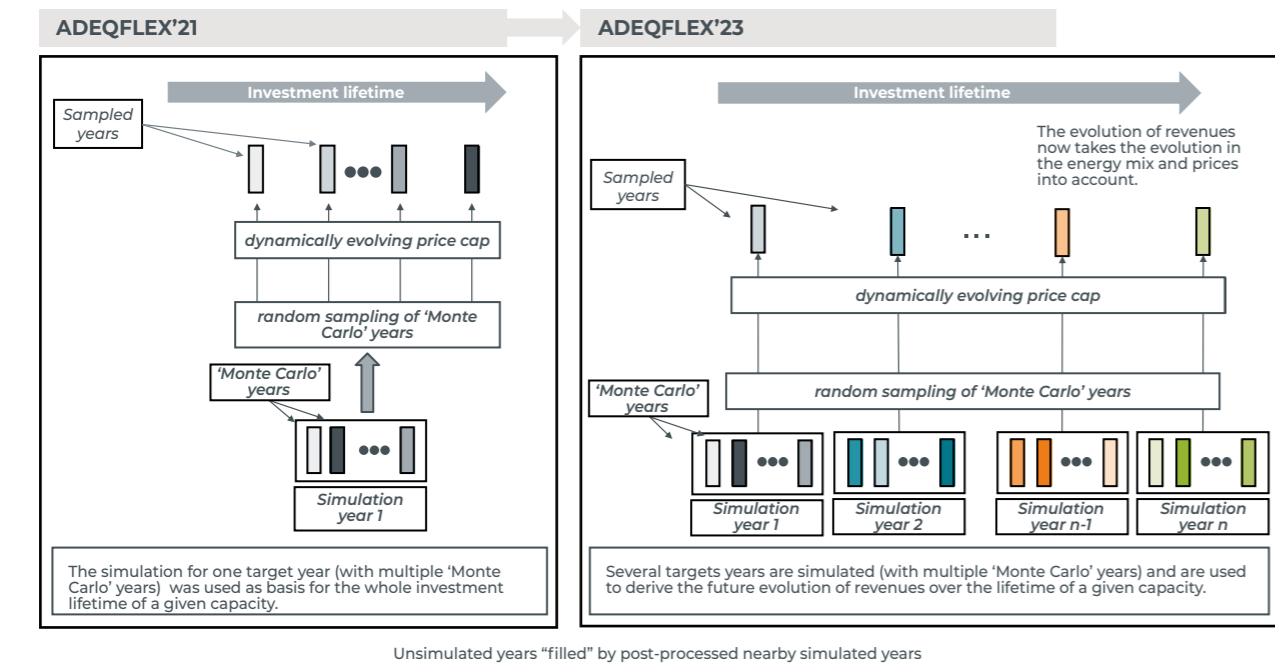 ADEQFLEX'21
Investment lifetime
Sampled
years
dynamically evolving price cap
random sampling of 'Monte
Carlo' years
'Monte Carlo'
years
Simulation
year 1
The simulation for one target year (with multiple 'Monte
Carlo' years) was used as basis for the whole investment
lifetime of a given capacity.
ADEQFLEX'23
Investment lifetime
The evolution of revenues
now takes the evolution in
the energy mix and prices
into account.
Sampled
years
...
dynamically evolving price cap
random sampling of 'Monte Carlo' years
'Monte Carlo'
years
Simulation
year 1
Simulation
year 2
Simulation
year n-1
Simulation
year n
Several targets years are simulated (with multiple 'Monte Carlo' years) and are used
to derive the future evolution of revenues over the lifetime of a given capacity.
Unsimulated years “filled” by post-processed nearby simulated years